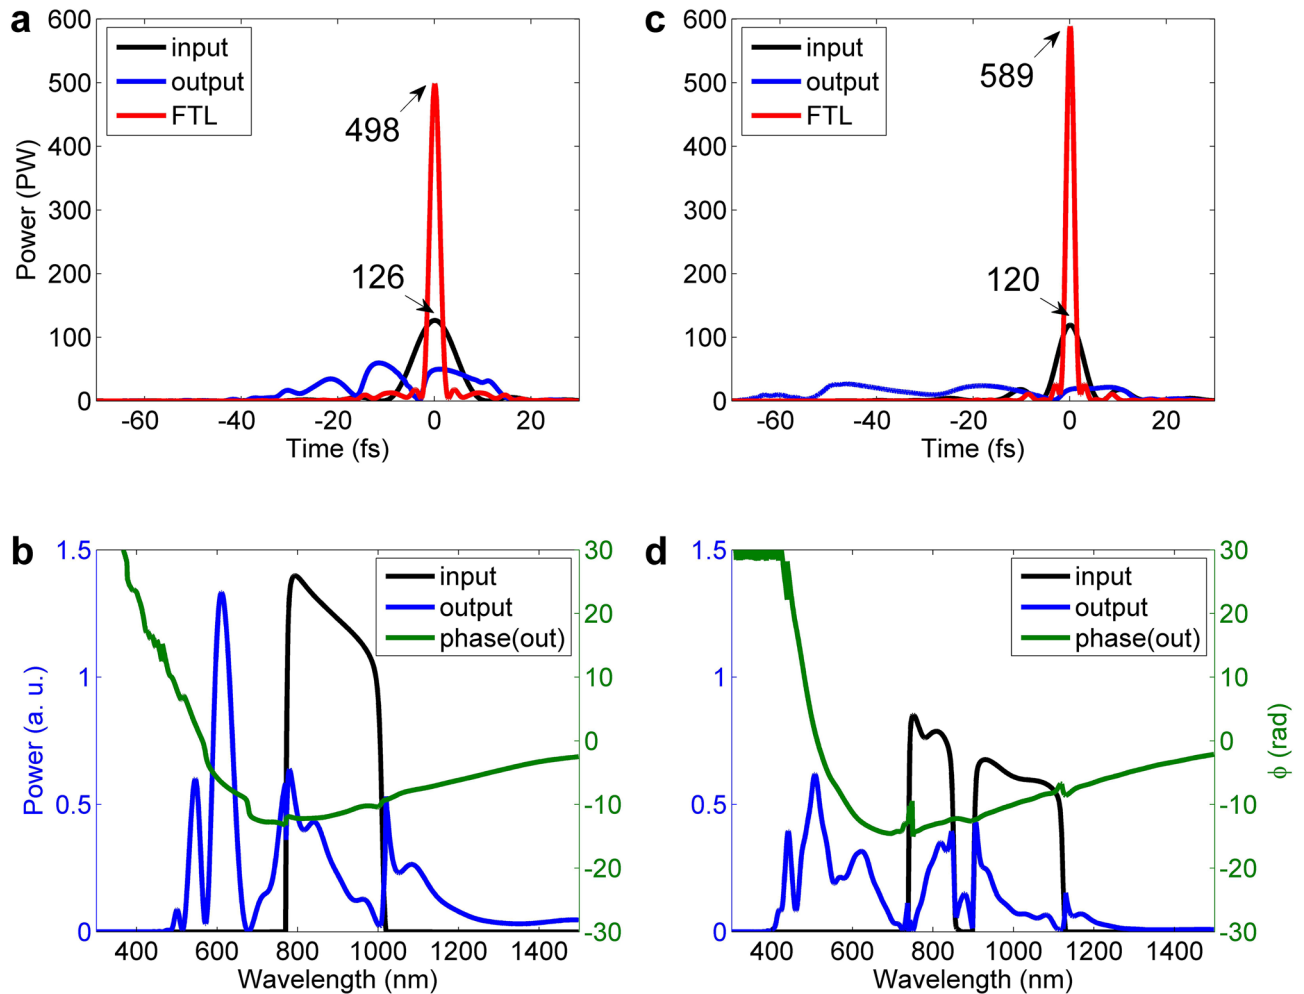 a
600
500
400
300
200
100
0
Power (PW)
input
output
FTL
498
126
-60
-40
-20
0
20
Time (fs)
c
600
500
400
300
200
100
0
input
output
FTL
589
120
-60
-40
-20
0
20
Time (fs)
b
1.5
1
0.5
0
Power (a. u.)
input
output
phase(out)
30
20
10
0
-10
-20
-30
400
600
800
1000
1200
1400
Wavelength (nm)
d
1.5
1
0.5
0
input
output
phase(out)
30
20
10
0
-10
-20
-30
ϕ (rad)
400
600
800
1000
1200
1400
Wavelength (nm)